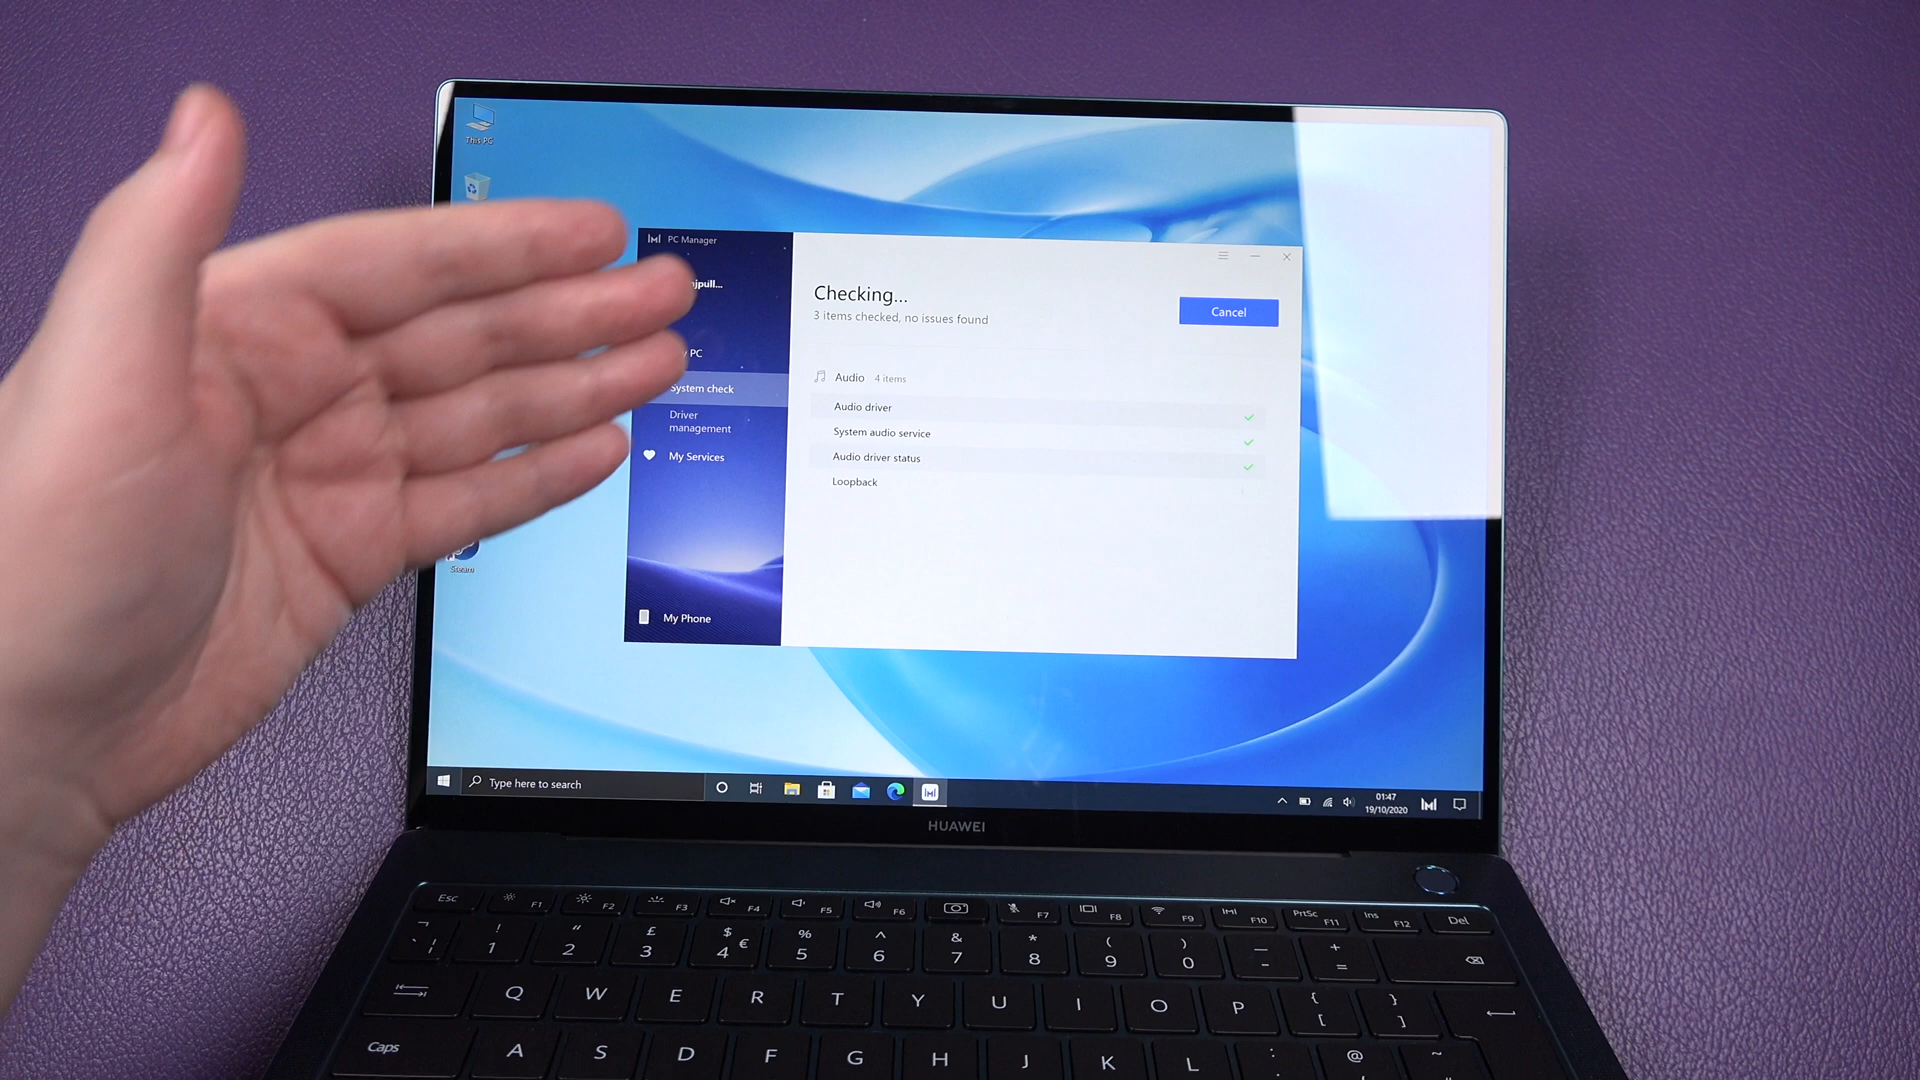 This PC
PC Manager
jpull...
PC
System check
Driver
management
My Services
My Phone
Checking...
3 items checked, no issues found
Cancel
Audio 4 items
Audio driver
System audio service
Audio driver status
Loopback
Steam
Type here to search
01:47
19/10/2020
HUAWEI
Esc F1 F2 F3 F4 F5 F6 F7 F8 F9 F10 PrtSc F11 Ins F12 Del
! " £ $ € % ^ & * ( ) _ +
1 2 3 4 5 6 7 8 9 0 - =
Q W E R T Y U I O P { [ } ]
Caps A S D F G H J K L : ; @ ' ~